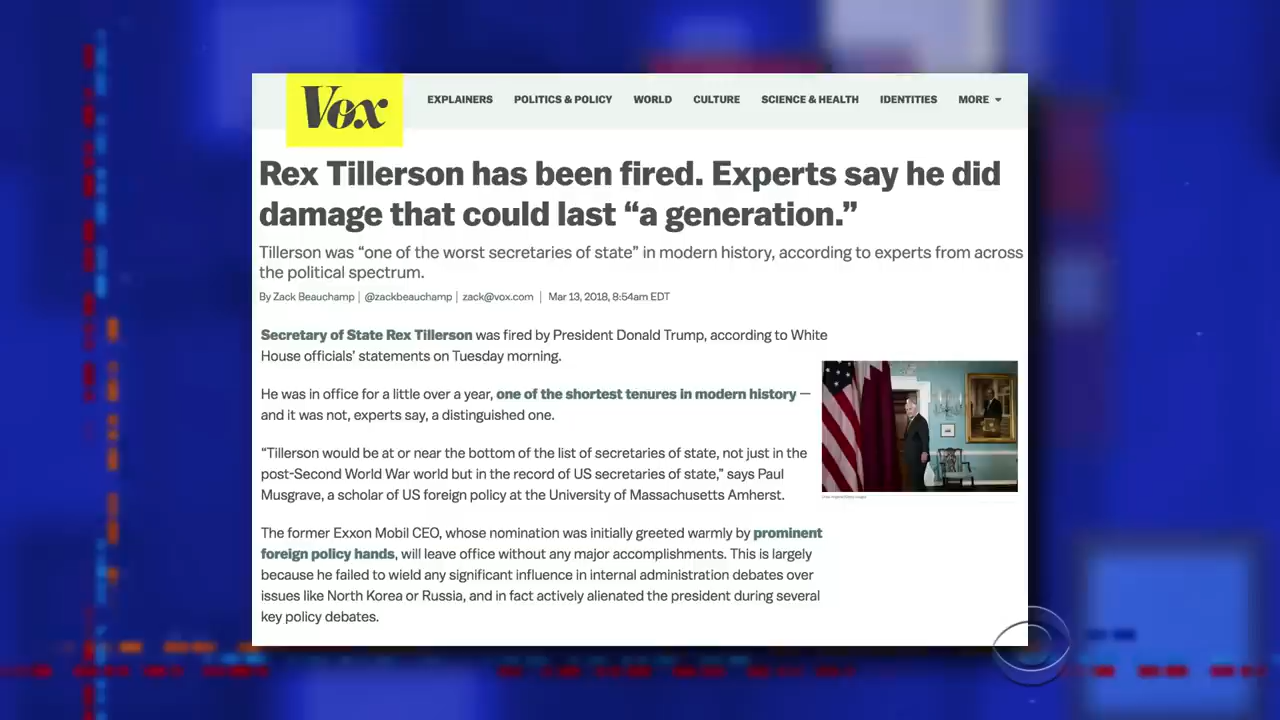 Vox
EXPLAINERS POLITICS & POLICY WORLD CULTURE SCIENCE & HEALTH IDENTITIES MORE
Rex Tillerson has been fired. Experts say he did
damage that could last “a generation.”
Tillerson was “one of the worst secretaries of state” in modern history, according to experts from across
the political spectrum.
By Zack Beauchamp | @zackbeauchamp | zack@vox.com | Mar 13, 2018, 8:54am EDT
Secretary of State Rex Tillerson was fired by President Donald Trump, according to White
House officials’ statements on Tuesday morning.
He was in office for a little over a year, one of the shortest tenures in modern history —
and it was not, experts say, a distinguished one.
“Tillerson would be at or near the bottom of the list of secretaries of state, not just in the
post-Second World War world but in the record of US secretaries of state,” says Paul
Musgrave, a scholar of US foreign policy at the University of Massachusetts Amherst.
The former Exxon Mobil CEO, whose nomination was initially greeted warmly by prominent
foreign policy hands, will leave office without any major accomplishments. This is largely
because he failed to wield any significant influence in internal administration debates over
issues like North Korea or Russia, and in fact actively alienated the president during several
key policy debates.